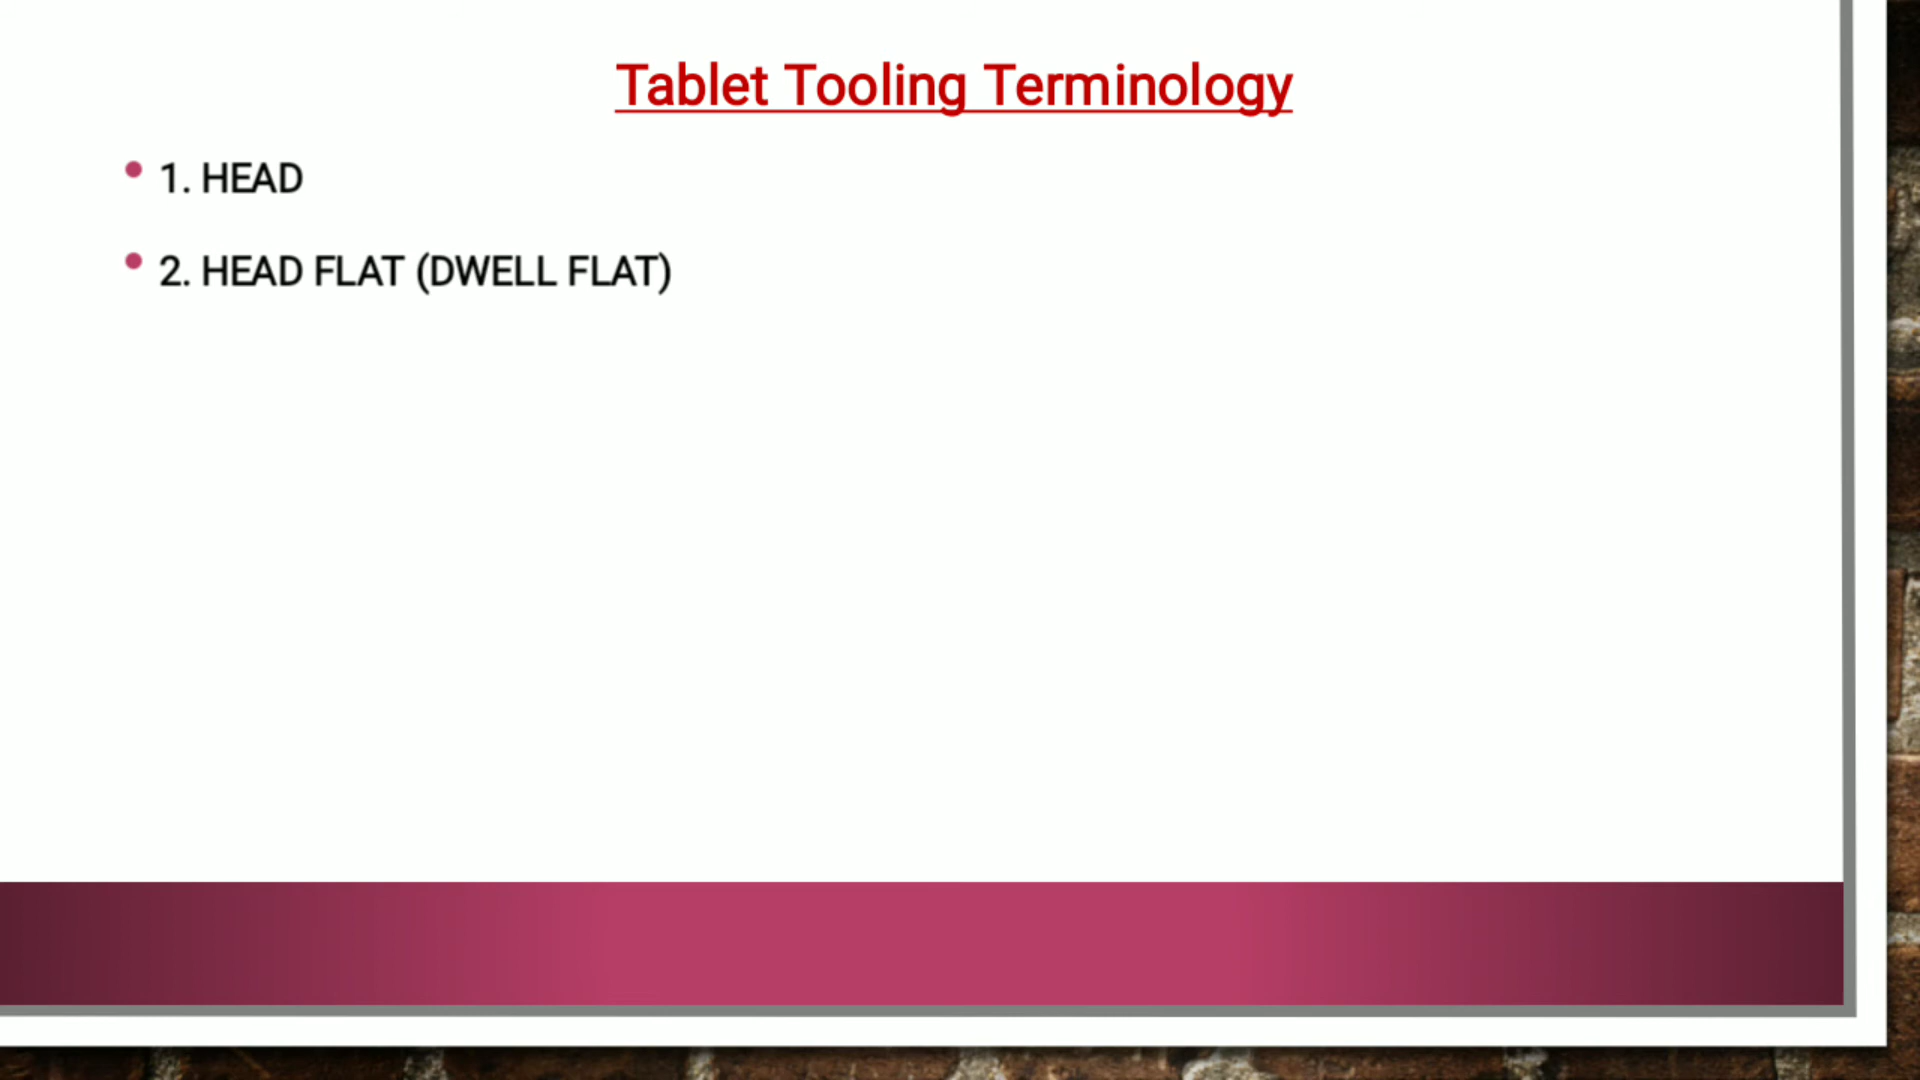 Tablet Tooling Terminology
• 1. HEAD
• 2. HEAD FLAT (DWELL FLAT)